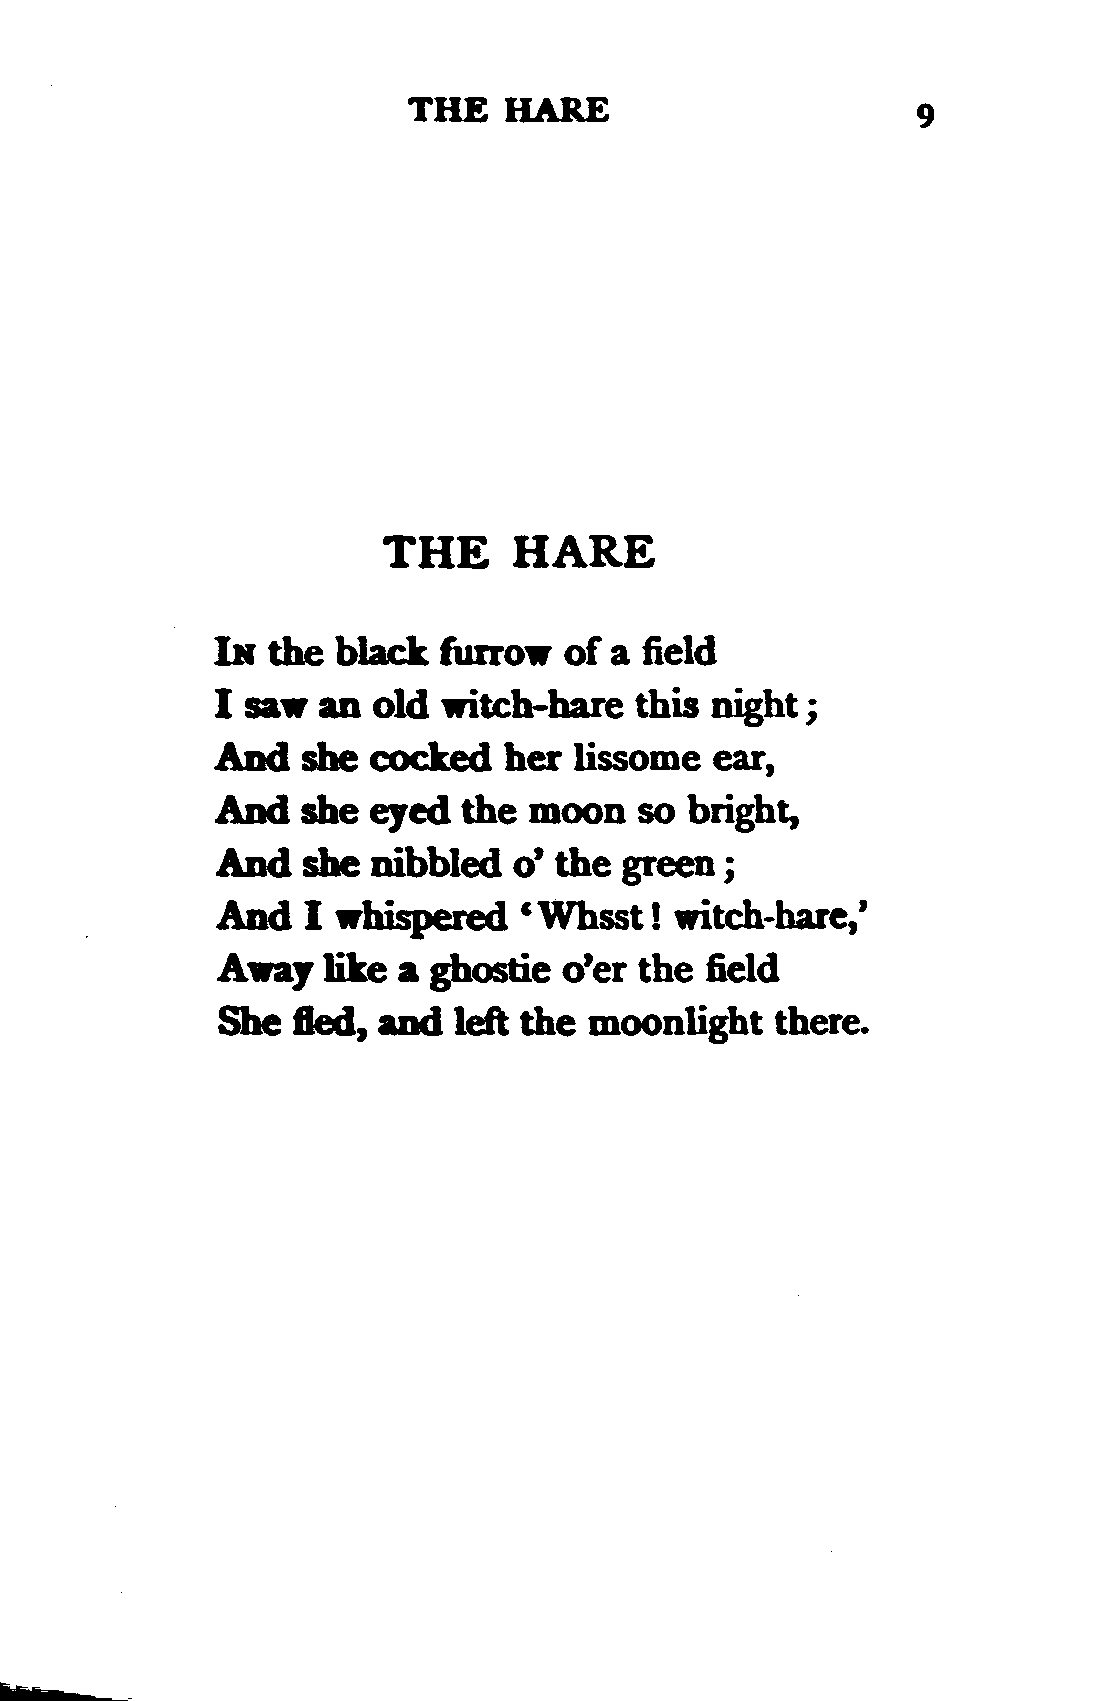 THE HARE 9
THE HARE
In the black furrow of a field
I saw an old witch-hare this night;
And she cocked her lissome ear,
And she eyed the moon so bright,
And she nibbled o' the green;
And I whispered ‘Whsst! witch-hare,’
Away like a ghostie o'er the field
She fled, and left the moonlight there.